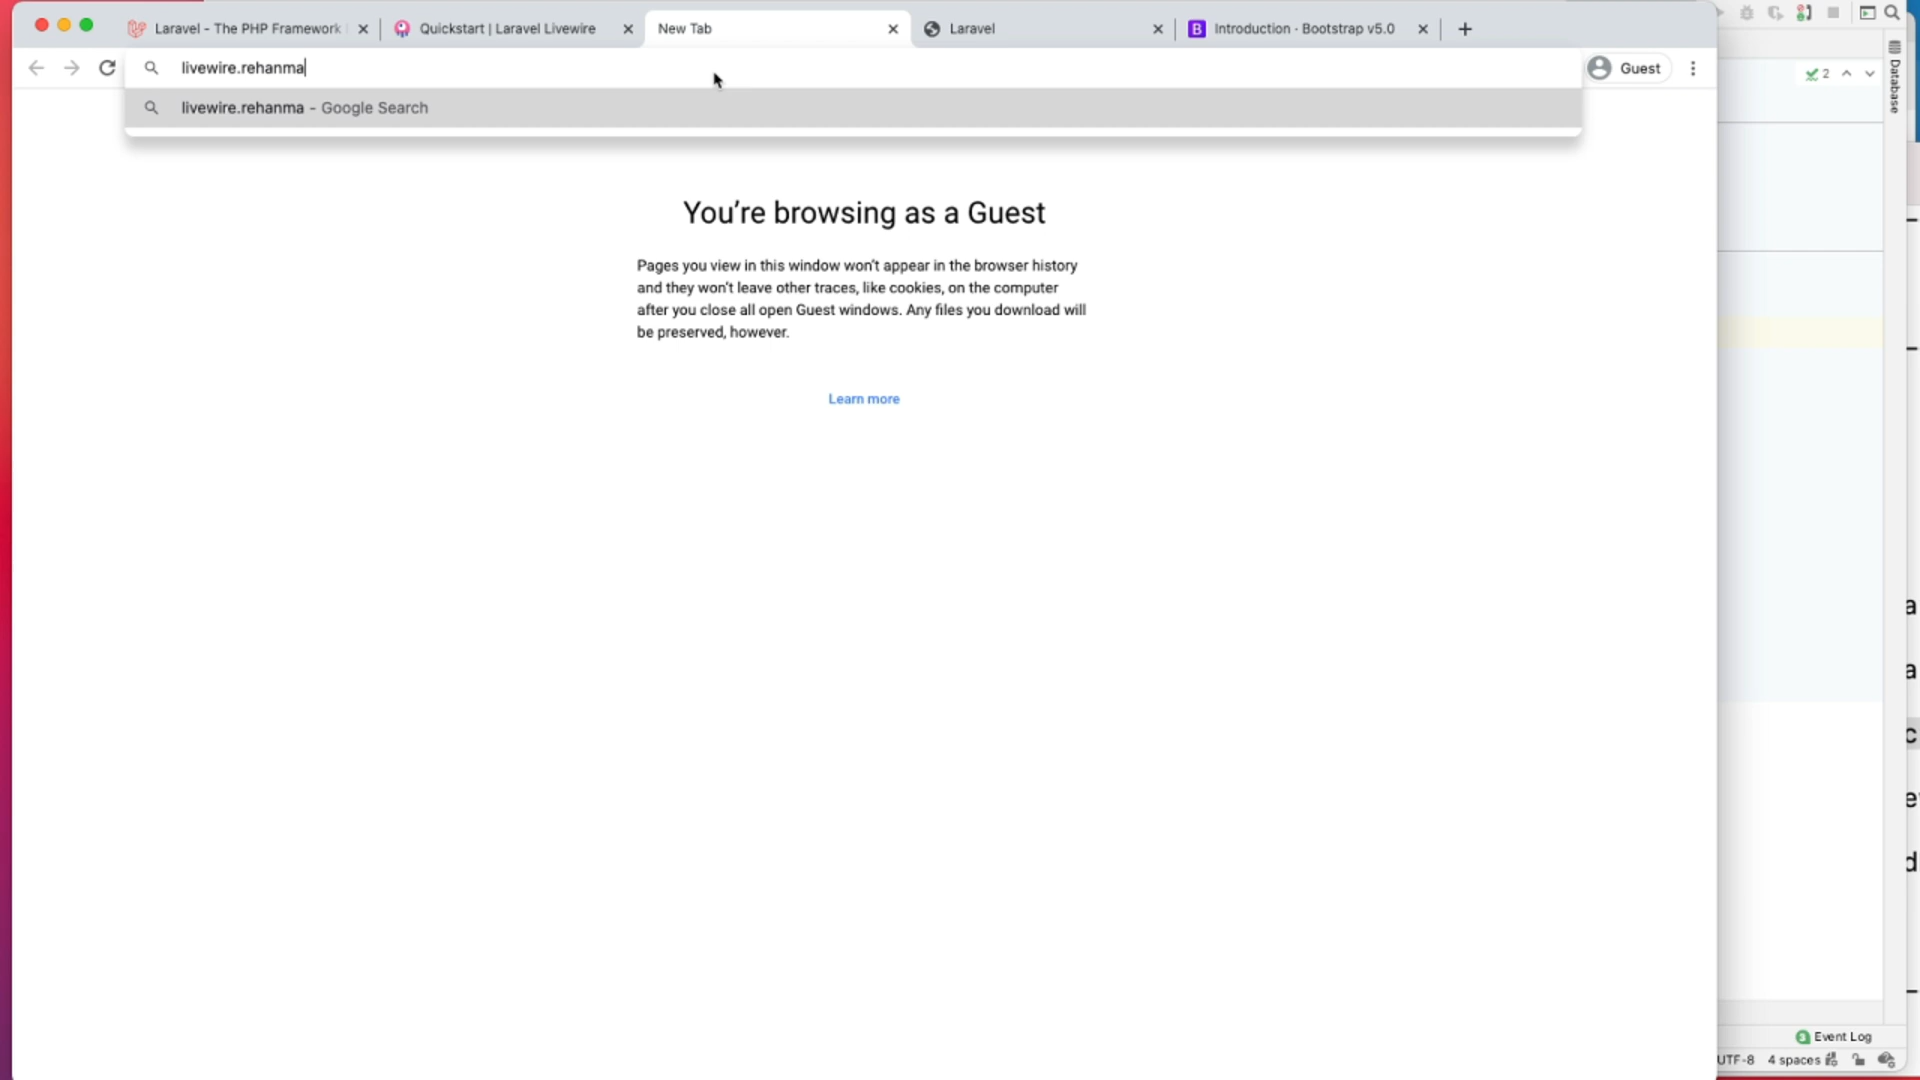 Laravel - The PHP Framework
Quickstart | Laravel Livewire
New Tab
Laravel
Introduction · Bootstrap v5.0
livewire.rehanma
Guest
livewire.rehanma - Google Search
2
Database
You're browsing as a Guest
Pages you view in this window won't appear in the browser history
and they won't leave other traces, like cookies, on the computer
after you close all open Guest windows. Any files you download will
be preserved, however.
Learn more
a
a
c
e
d
Event Log
UTF-8 4 spaces